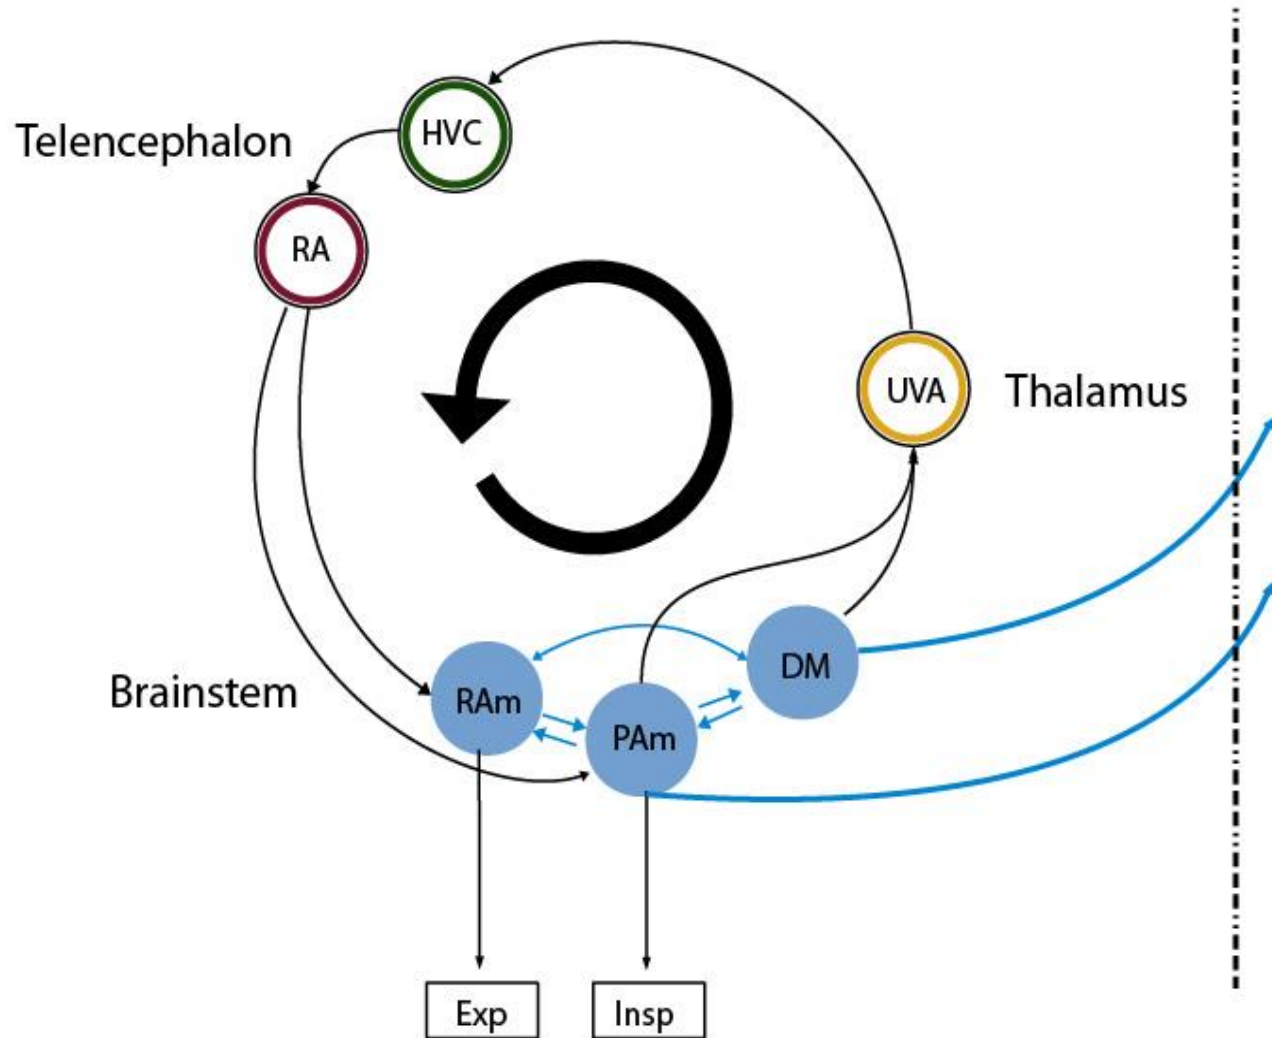 HVC
Telencephalon
RA
UVA
Thalamus
DM
Brainstem
RAm
PAm
Exp
Insp